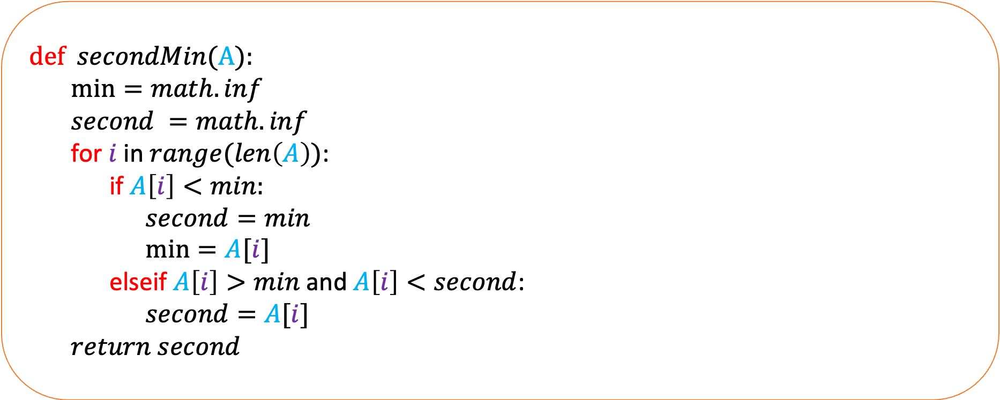 def secondMin(A):
min = math.inf
second = math.inf
for i in range(len(A)):
if A[i] < min:
second = min
min = A[i]
elseif A[i] > min and A[i] < second:
second = A[i]
return second